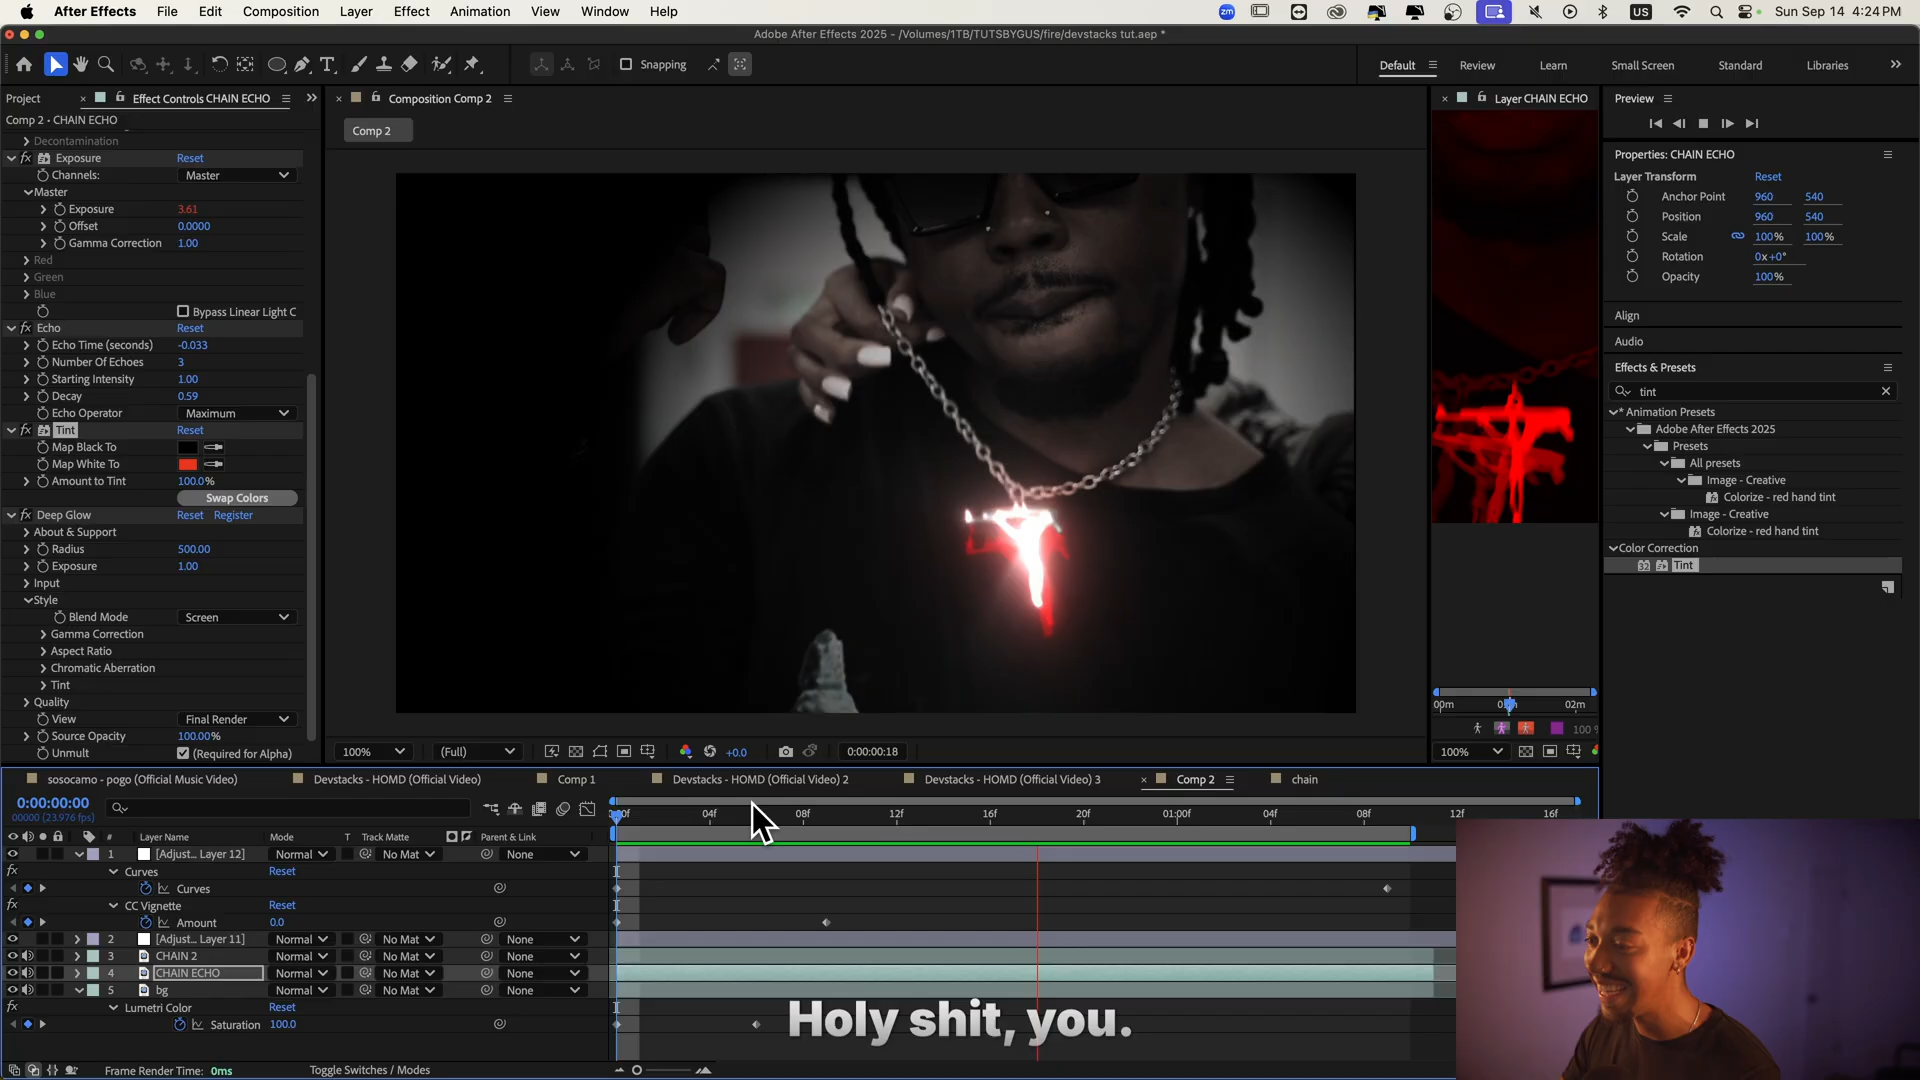 After Effects File Edit Composition Layer Effect Animation View Window Help
zm US Sun Sep 14 4:24 PM
Adobe After Effects 2025 - /Volumes/1TB/TUTSBYGUS/fire/devstacks tut.aep *
Snapping Default Review Learn Small Screen Standard Libraries
Project Effect Controls CHAIN ECHO
Comp 2 • CHAIN ECHO
Decontamination
fx Exposure Reset
Channels: Master
Master
Exposure 3.61
Offset 0.0000
Gamma Correction 1.00
Red
Green
Blue
Bypass Linear Light C
fx Echo Reset
Echo Time (seconds) -0.033
Number Of Echoes 3
Starting Intensity 1.00
Decay 0.59
Echo Operator Maximum
fx Tint Reset
Map Black To
Map White To
Amount to Tint 100.0%
Swap Colors
fx Deep Glow Reset Register
About & Support
Radius 500.00
Exposure 1.00
Input
Style
Blend Mode Screen
Gamma Correction
Aspect Ratio
Chromatic Aberration
Tint
Quality
View Final Render
Source Opacity 100.00%
Unmult (Required for Alpha)
Composition Comp 2
Comp 2
100% (Full) +0.0 0:00:00:18
Layer CHAIN ECHO
00m 02m
100%
100%
Preview
Properties: CHAIN ECHO
Layer Transform Reset
Anchor Point 960 540
Position 960 540
Scale 100% 100%
Rotation 0x+0°
Opacity 100%
Align
Audio
Effects & Presets
tint
* Animation Presets
Adobe After Effects 2025
Presets
All presets
Image - Creative
Colorize - red hand tint
Image - Creative
Colorize - red hand tint
Color Correction
32 Tint
sosocamo - pogo (Official Music Video) Devstacks - HOMD (Official Video) Comp 1 Devstacks - HOMD (Official Video) 2 Devstacks - HOMD (Official Video) 3 Comp 2 chain
0:00:00:00
00000 (23.976 fps)
04f 08f 12f 16f 20f 01:00f 04f 08f 12f 16f
# Layer Name Mode T Track Matte Parent & Link
1 [Adjust... Layer 12] Normal No Mat None
fx Curves Reset
Curves
fx CC Vignette Reset
Amount 0.0
2 [Adjust... Layer 11] Normal No Mat None
3 CHAIN 2 Normal No Mat None
4 CHAIN ECHO Normal No Mat None
5 bg Normal No Mat None
fx Lumetri Color Reset
Saturation 100.0
Holy shit, you.
Frame Render Time: 0ms Toggle Switches / Modes